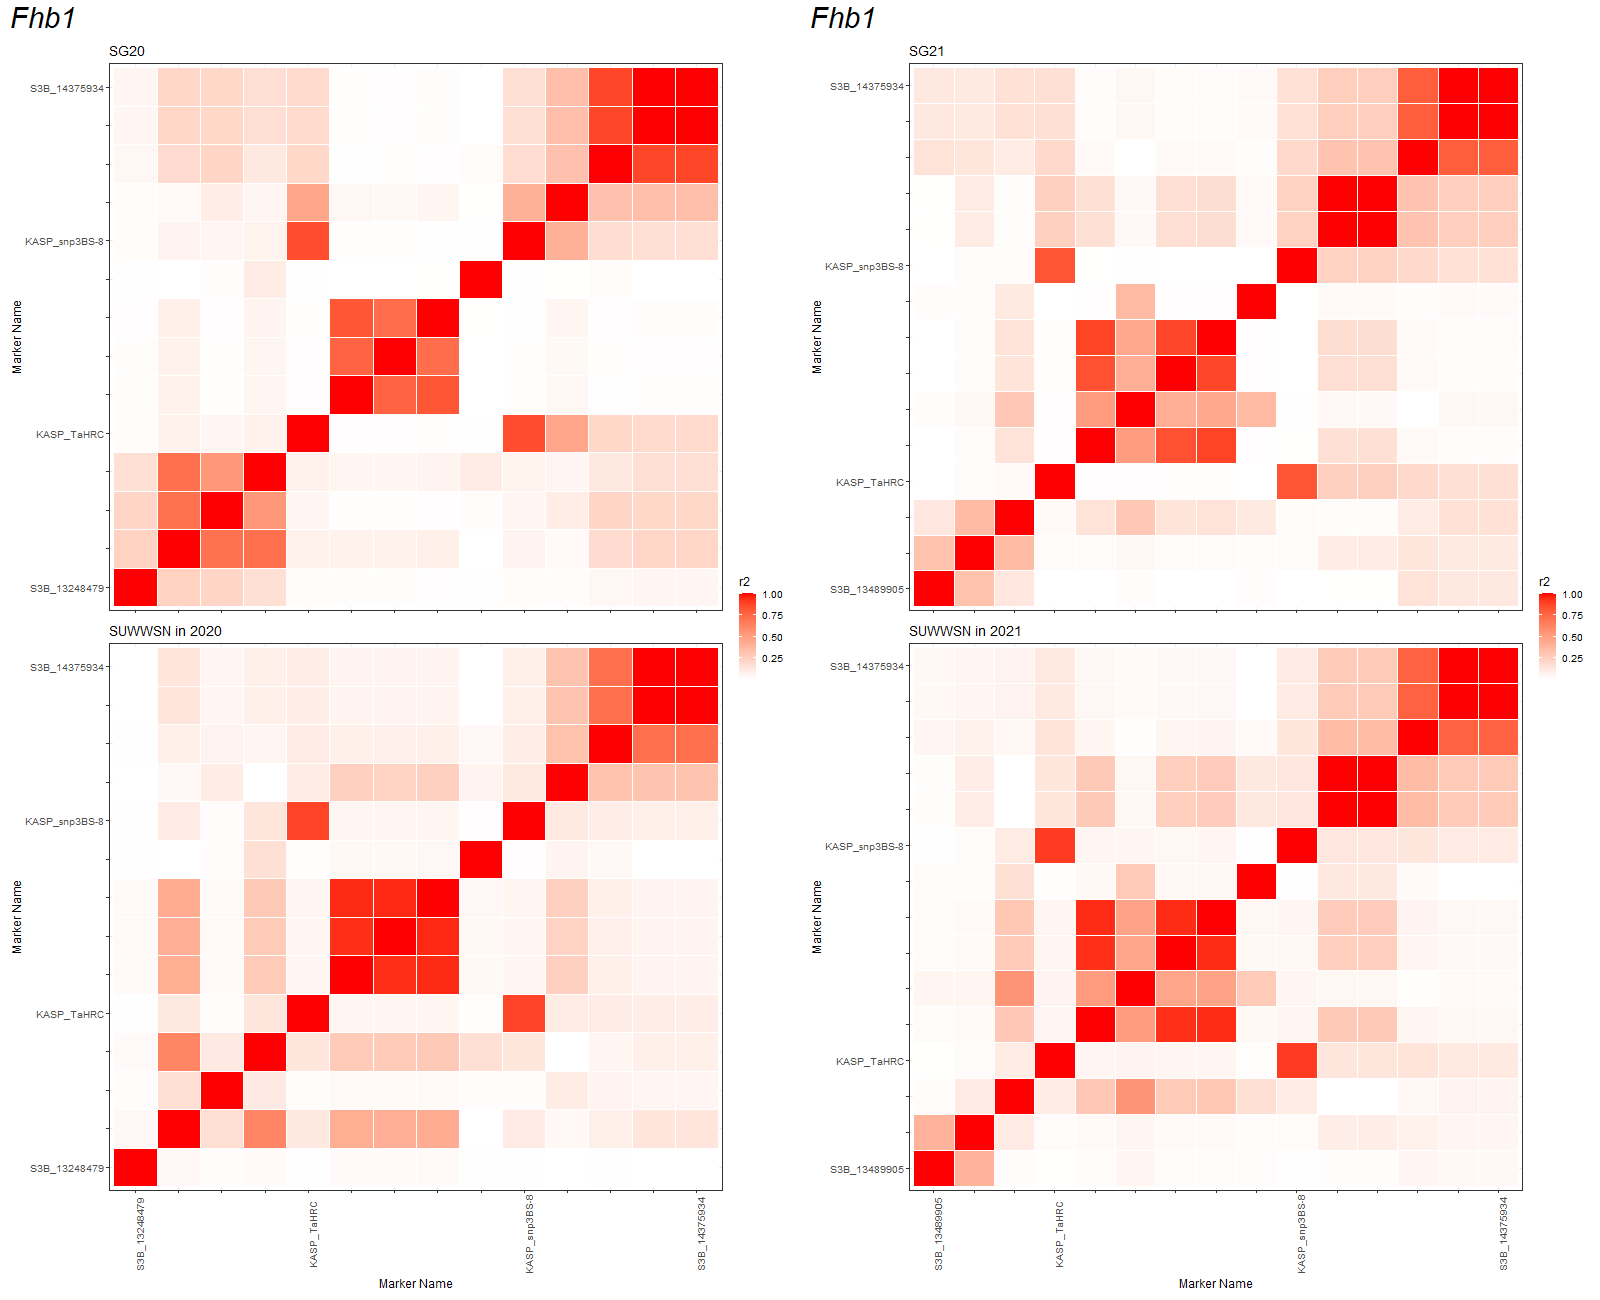 Fhb1
SG20
S3B_14375934
KASP_snp3BS-8
KASP_TaHRC
S3B_13248479
Marker Name
r2
1.00
0.75
0.50
0.25
SUWWSN in 2020
S3B_14375934
KASP_snp3BS-8
KASP_TaHRC
S3B_13248479
Marker Name
S3B_13248479
KASP_TaHRC
KASP_snp3BS-8
S3B_14375934
Marker Name
Fhb1
SG21
S3B_14375934
KASP_snp3BS-8
KASP_TaHRC
S3B_13489905
Marker Name
r2
1.00
0.75
0.50
0.25
SUWWSN in 2021
S3B_14375934
KASP_snp3BS-8
KASP_TaHRC
S3B_13489905
Marker Name
S3B_13489905
KASP_TaHRC
KASP_snp3BS-8
S3B_14375934
Marker Name